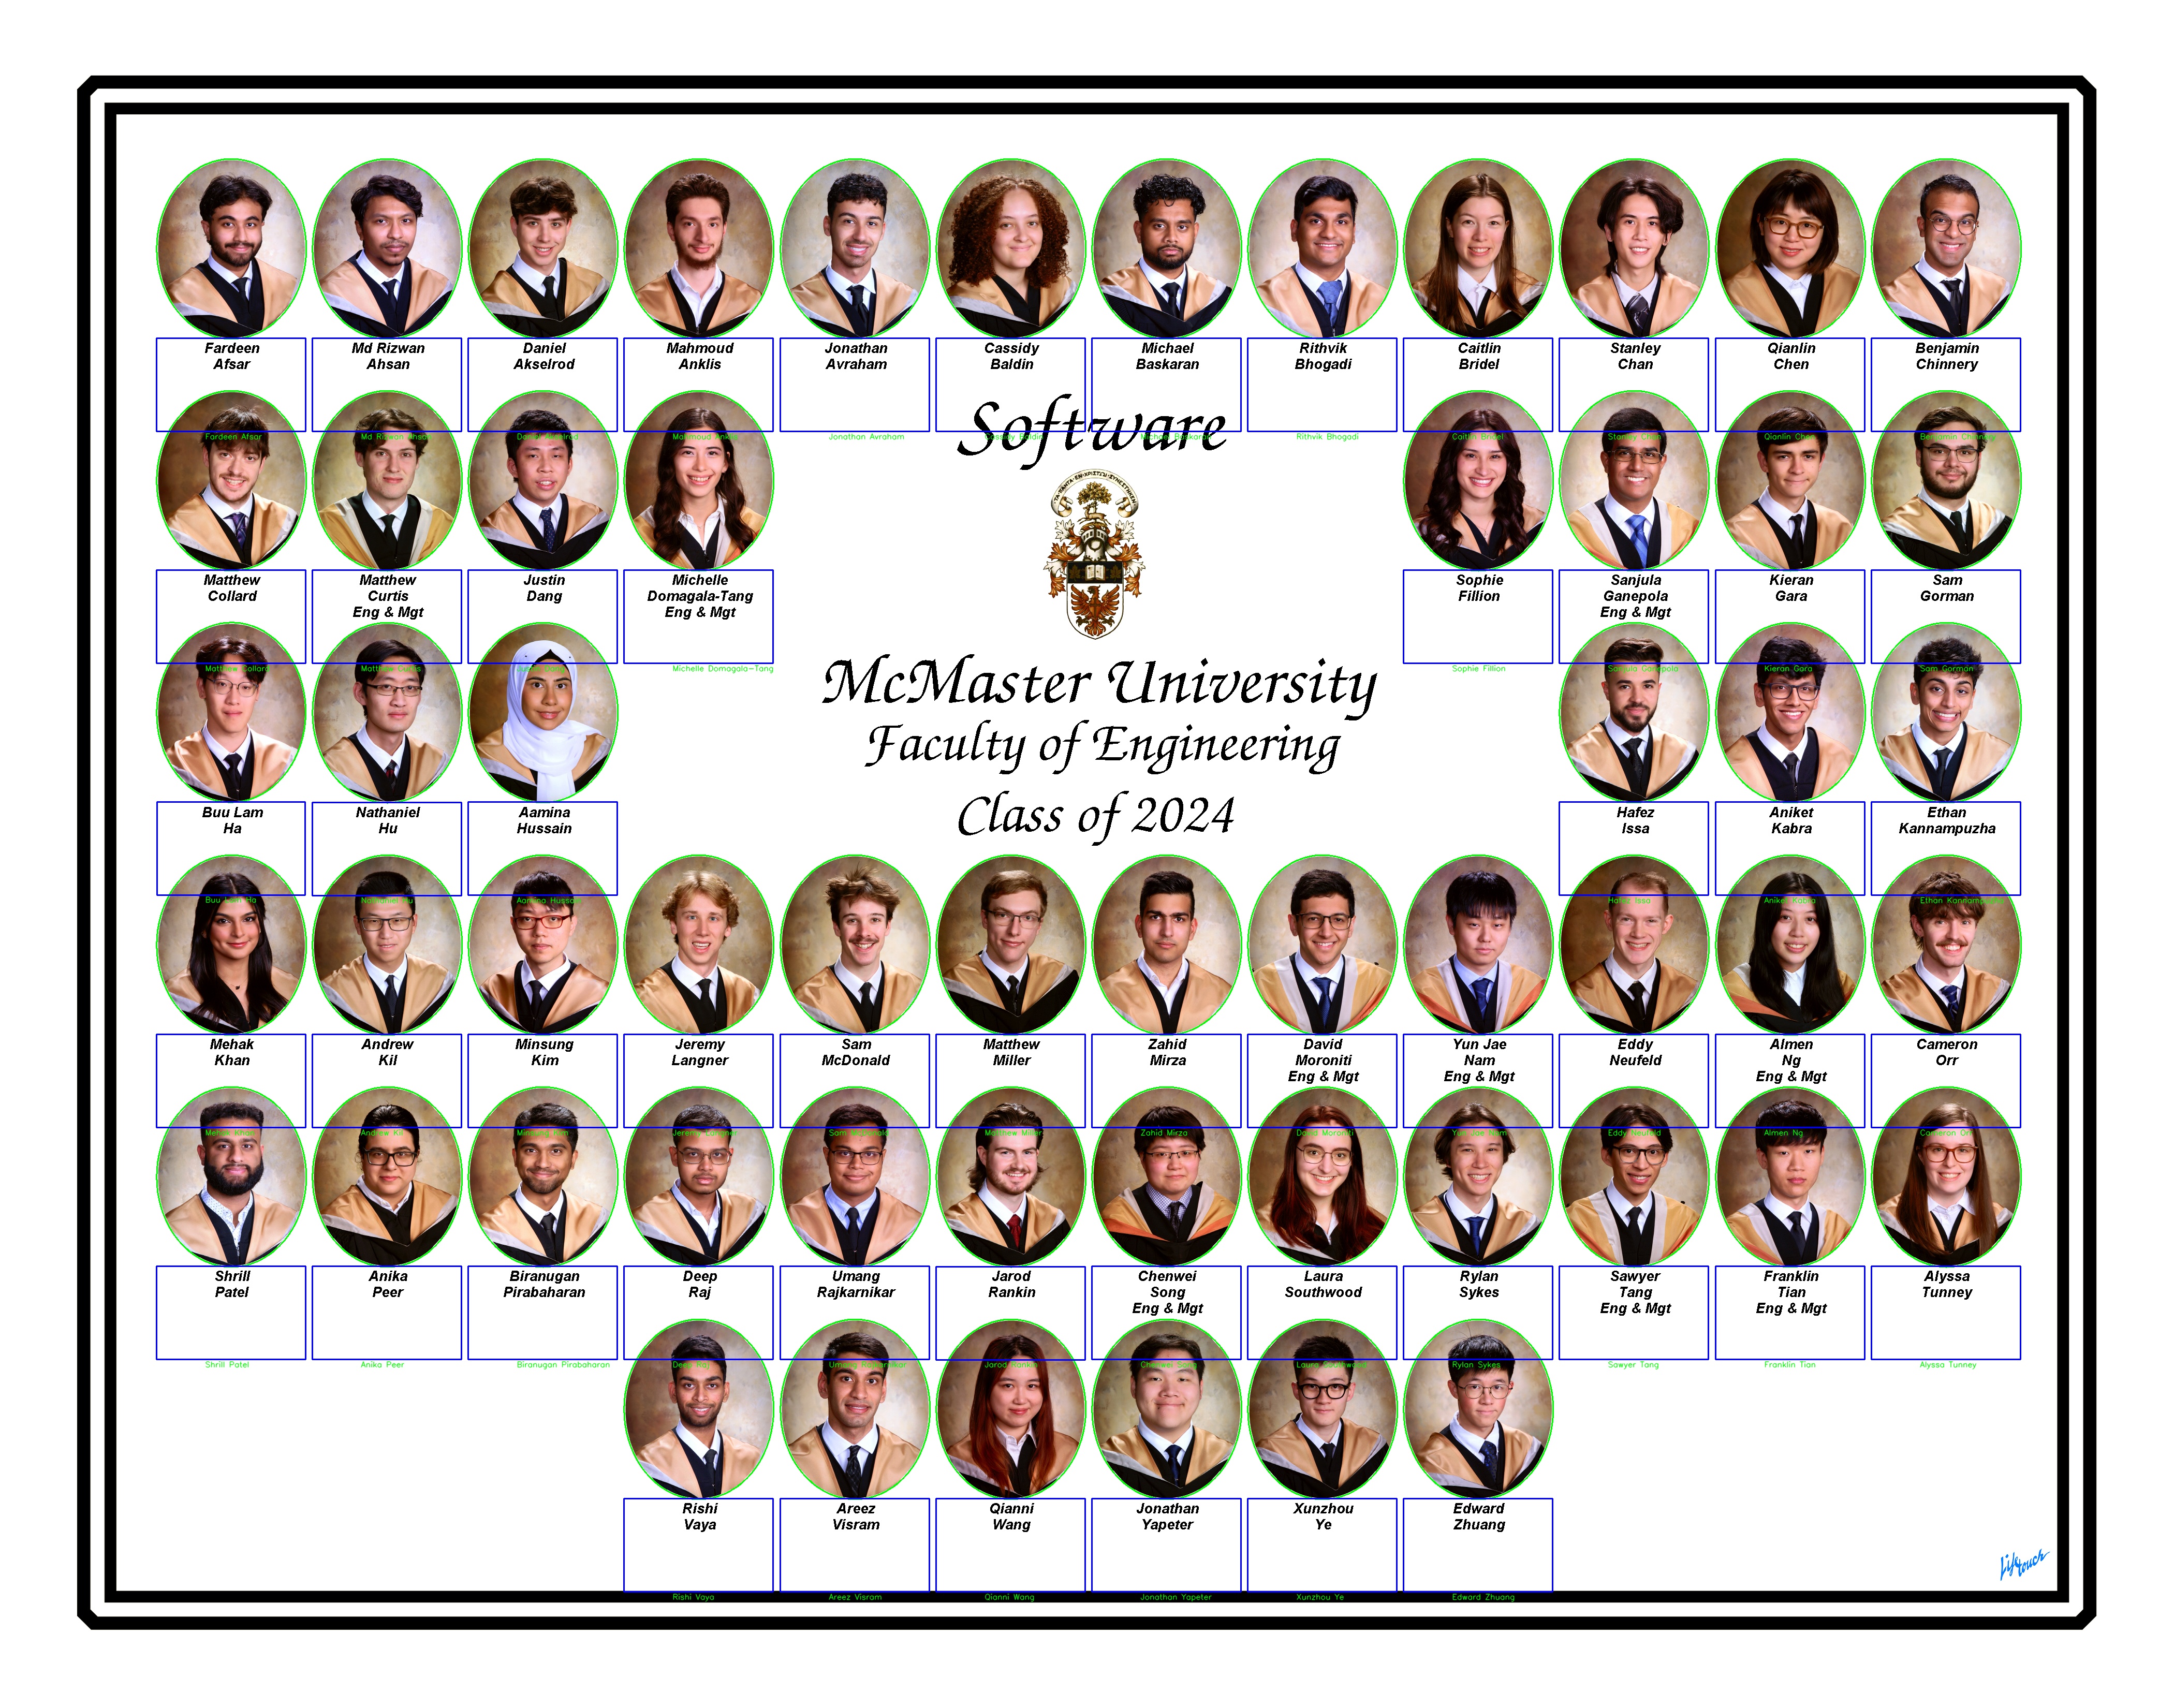 Fardeen Afsar
Md Rizwan Ahsan
Daniel Akselrod
Mahmoud Anklis
Jonathan Avraham
Cassidy Baldin
Michael Baskaran
Rithvik Bhogadi
Caitlin Bridel
Stanley Chan
Qianlin Chen
Benjamin Chinnery
Software
Matthew Collard
Matthew Curtis Eng & Mgt
Justin Dang
Michelle Domagala-Tang Eng & Mgt
Sophie Fillion
Sanjula Ganepola Eng & Mgt
Kieran Gara
Sam Gorman
McMaster University
Faculty of Engineering
Class of 2024
Buu Lam Ha
Nathaniel Hu
Aamina Hussain
Hafez Issa
Aniket Kabra
Ethan Kannampuzha
Mehak Khan
Andrew Kil
Minsung Kim
Jeremy Langner
Sam McDonald
Matthew Miller
Zahid Mirza
David Moroniti Eng & Mgt
Yun Jae Nam Eng & Mgt
Eddy Neufeld
Almen Ng Eng & Mgt
Cameron Orr
Shrill Patel
Anika Peer
Biranugan Pirabaharan
Deep Raj
Umang Rajkarnikar
Jarod Rankin
Chenwei Song Eng & Mgt
Laura Southwood
Rylan Sykes
Sawyer Tang Eng & Mgt
Franklin Tian Eng & Mgt
Alyssa Tunney
Rishi Vaya
Areez Visram
Qianni Wang
Jonathan Yapeter
Xunzhou Ye
Edward Zhuang
Lifetouch